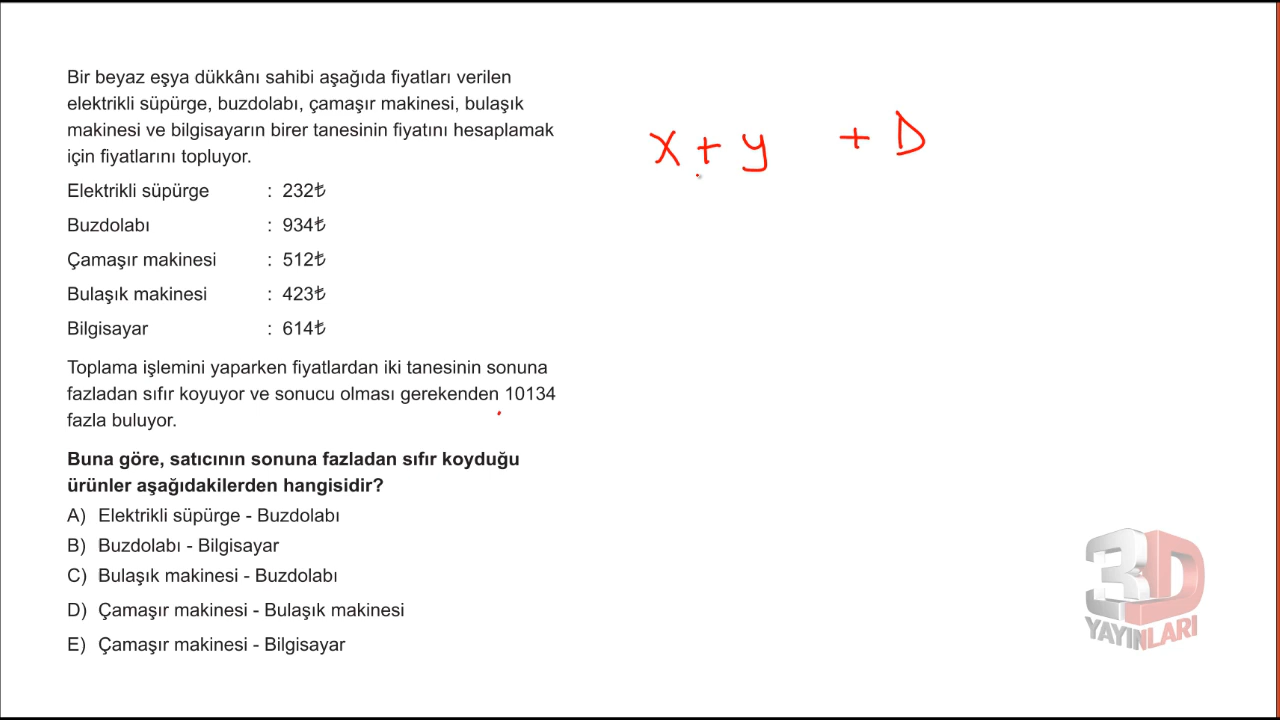 Bir beyaz eşya dükkânı sahibi aşağıda fiyatları verilen
elektrikli süpürge, buzdolabı, çamaşır makinesi, bulaşık
makinesi ve bilgisayarın birer tanesinin fiyatını hesaplamak
için fiyatlarını topluyor.
Elektrikli süpürge : 232₺
Buzdolabı : 934₺
Çamaşır makinesi : 512₺
Bulaşık makinesi : 423₺
Bilgisayar : 614₺
Toplama işlemini yaparken fiyatlardan iki tanesinin sonuna
fazladan sıfır koyuyor ve sonucu olması gerekenden 10134
fazla buluyor.
Buna göre, satıcının sonuna fazladan sıfır koyduğu
ürünler aşağıdakilerden hangisidir?
A) Elektrikli süpürge - Buzdolabı
B) Buzdolabı - Bilgisayar
C) Bulaşık makinesi - Buzdolabı
D) Çamaşır makinesi - Bulaşık makinesi
E) Çamaşır makinesi - Bilgisayar
x + y + D
3D
YAYINLARI